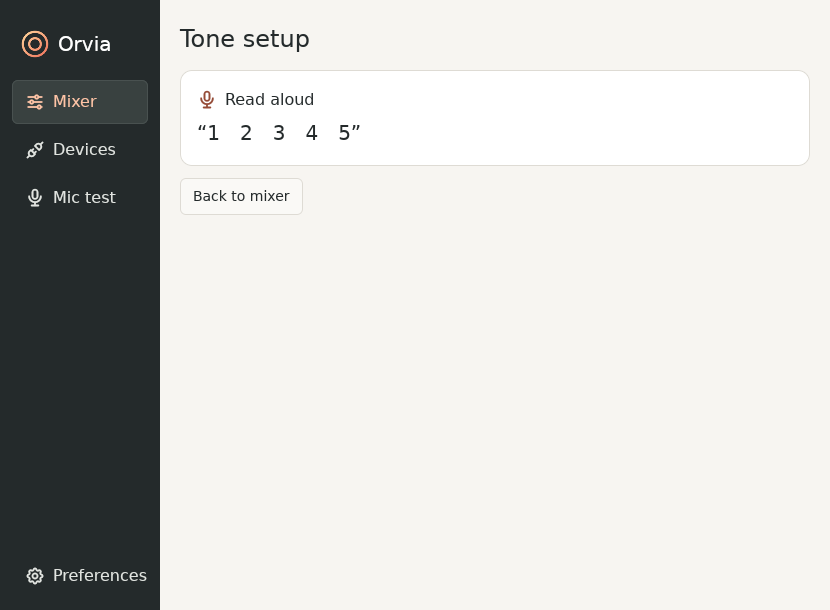 Orvia
Mixer
Devices
Mic test
Preferences
Tone setup
Read aloud
“1 2 3 4 5”
Back to mixer